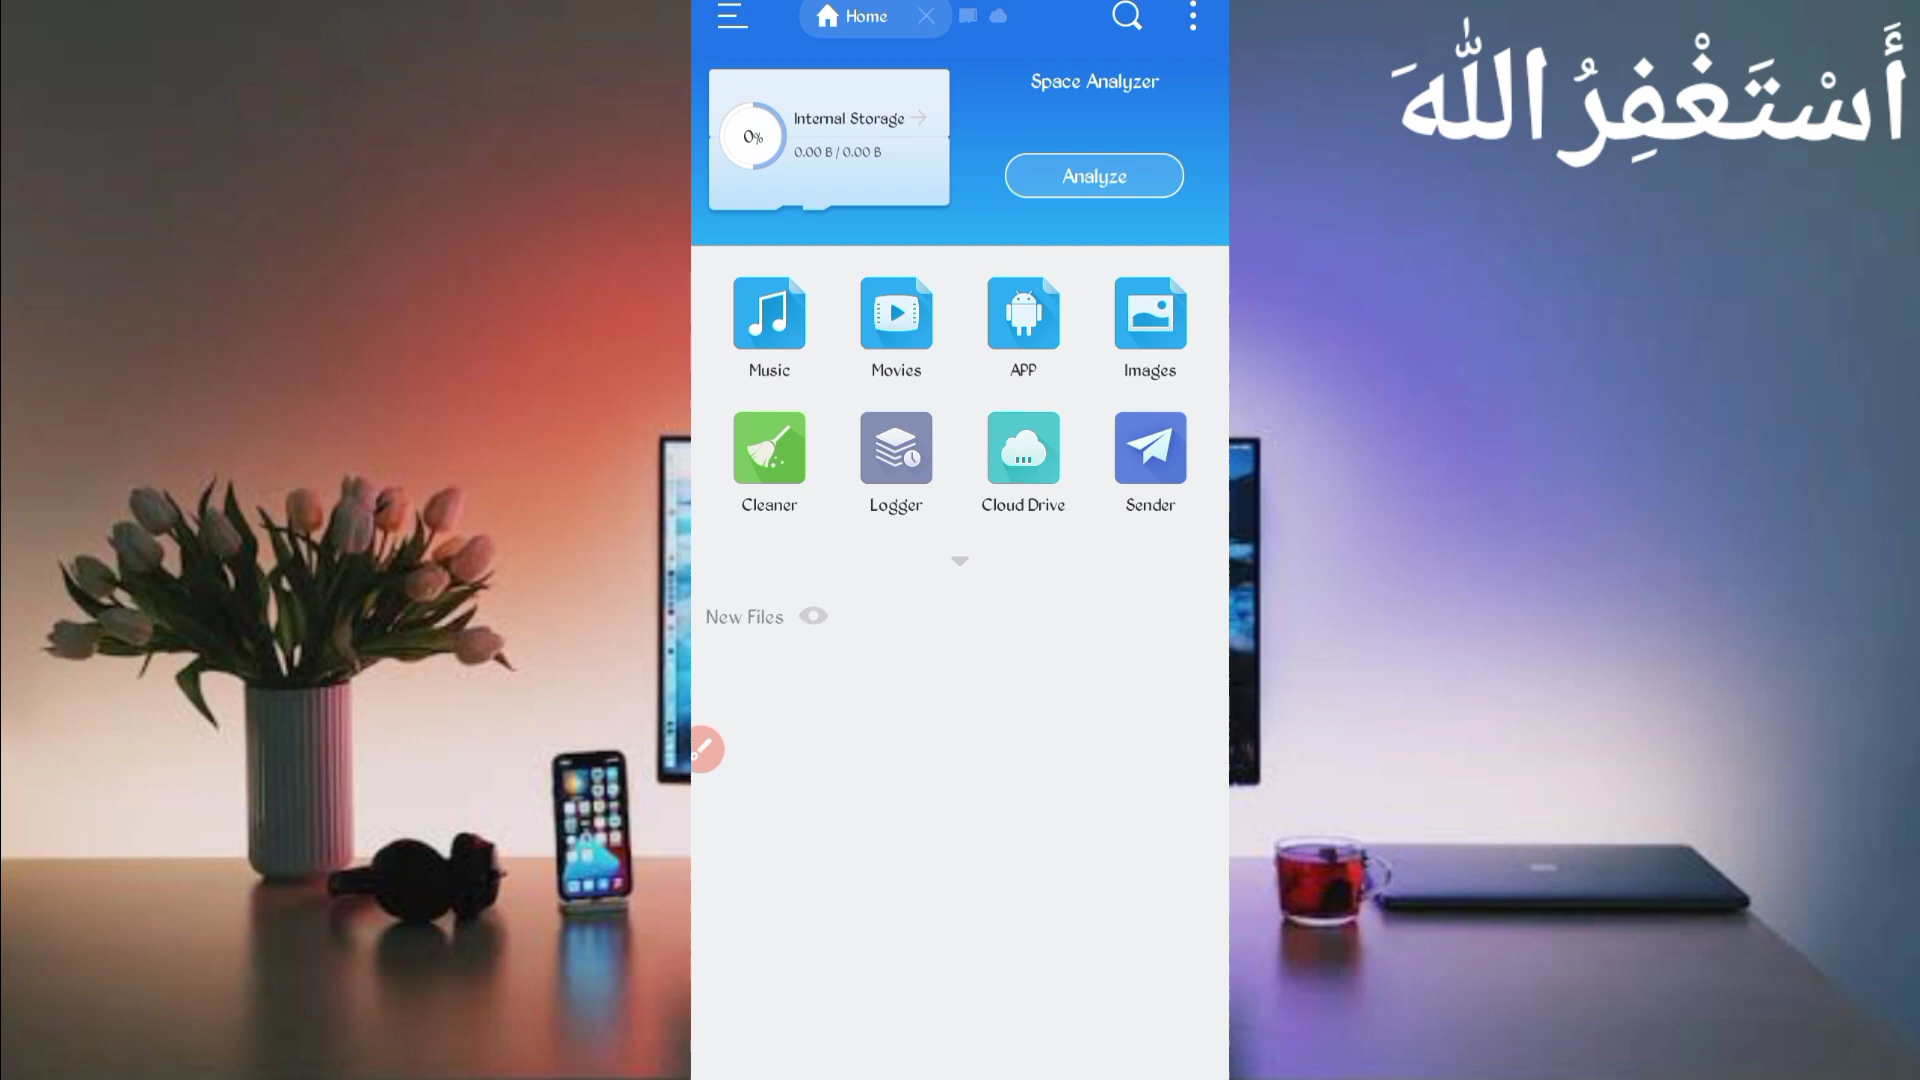 Home
أَسْتَغْفِرُ اللّٰهَ
Space Analyzer
Internal Storage
0%
0.00 B / 0.00 B
Analyze
Music
Movies
APP
Images
Cleaner
Logger
Cloud Drive
Sender
New Files